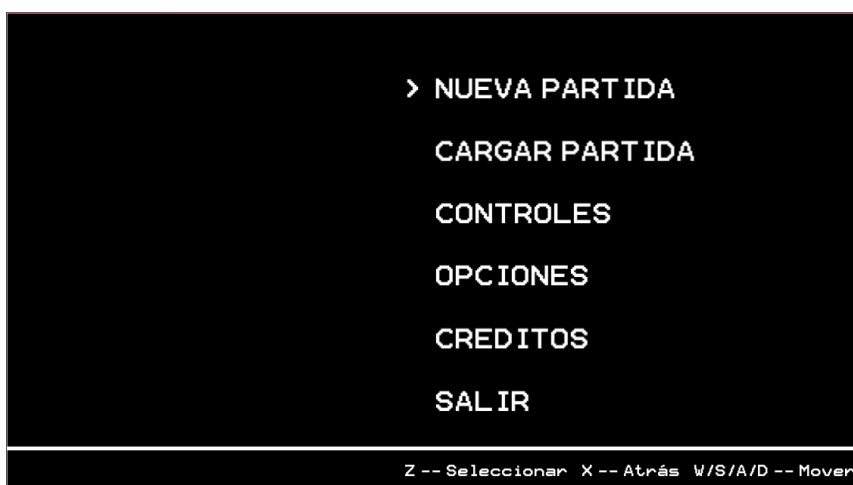 > NUEVA PARTIDA
CARGAR PARTIDA
CONTROLES
OPCIONES
CREDITOS
SALIR
Z -- Seleccionar X -- Atrás W/S/A/D -- Mover